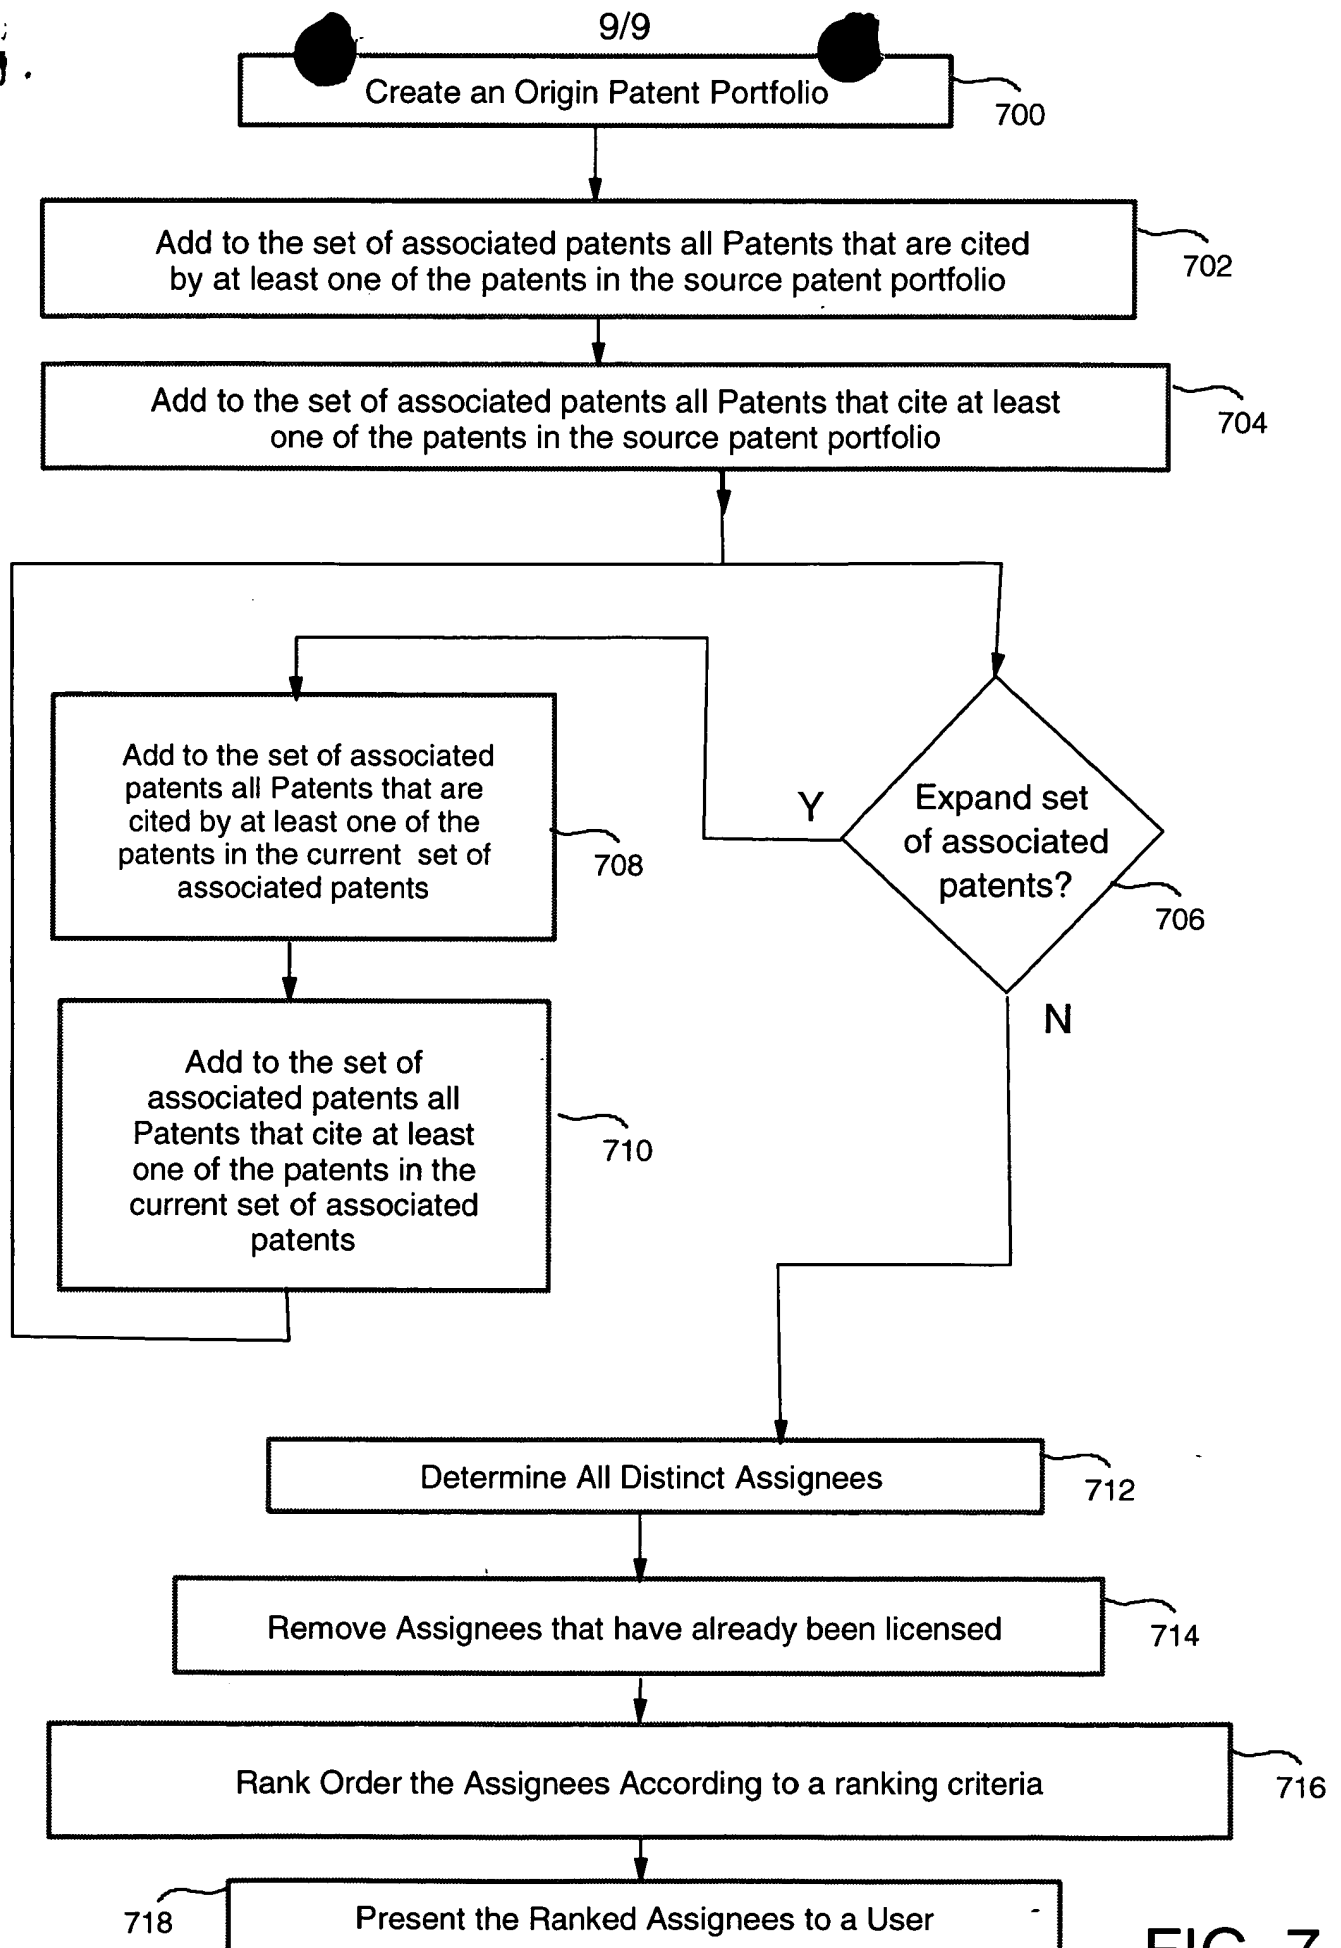 9/9
Create an Origin Patent Portfolio
700
Add to the set of associated patents all Patents that are cited
by at least one of the patents in the source patent portfolio
702
Add to the set of associated patents all Patents that cite at least
one of the patents in the source patent portfolio
704
Add to the set of associated
patents all Patents that are
cited by at least one of the
patents in the current set of
associated patents
708
Y
Expand set
of associated
patents?
706
N
Add to the set of
associated patents all
Patents that cite at least
one of the patents in the
current set of associated
patents
710
Determine All Distinct Assignees
712
Remove Assignees that have already been licensed
714
Rank Order the Assignees According to a ranking criteria
716
718
Present the Ranked Assignees to a User
FIG. 7